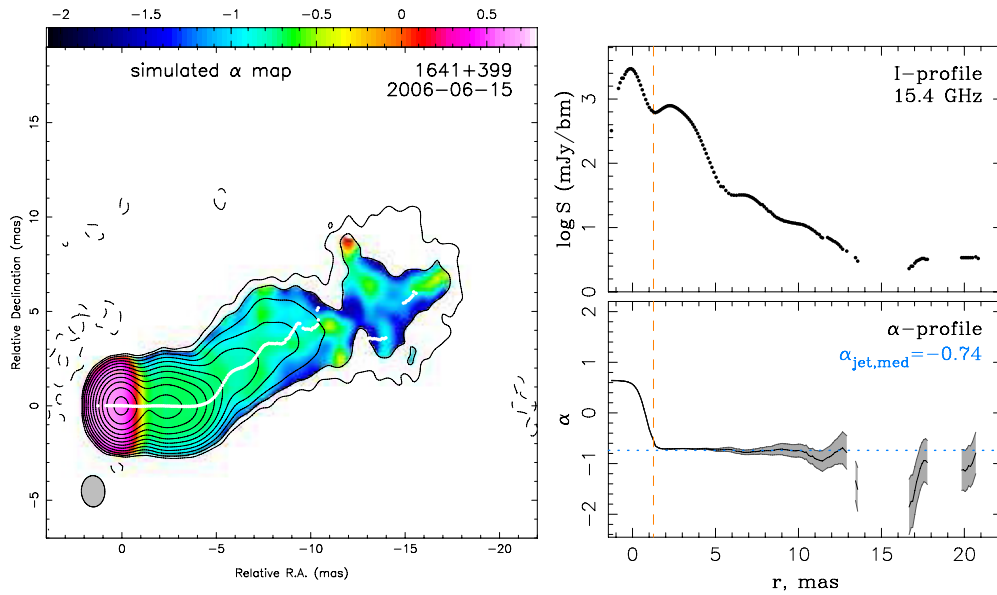 −2 −1.5 −1 −0.5 0 0.5
simulated α map
1641+399
2006−06−15
Relative Declination (mas)
15
10
5
0
−5
0 −5 −10 −15 −20
Relative R.A. (mas)
I-profile
15.4 GHz
log S (mJy/bm)
3
2
1
0
α-profile
αjet,med=−0.74
α
2
1
0
−1
−2
0 5 10 15 20
r, mas